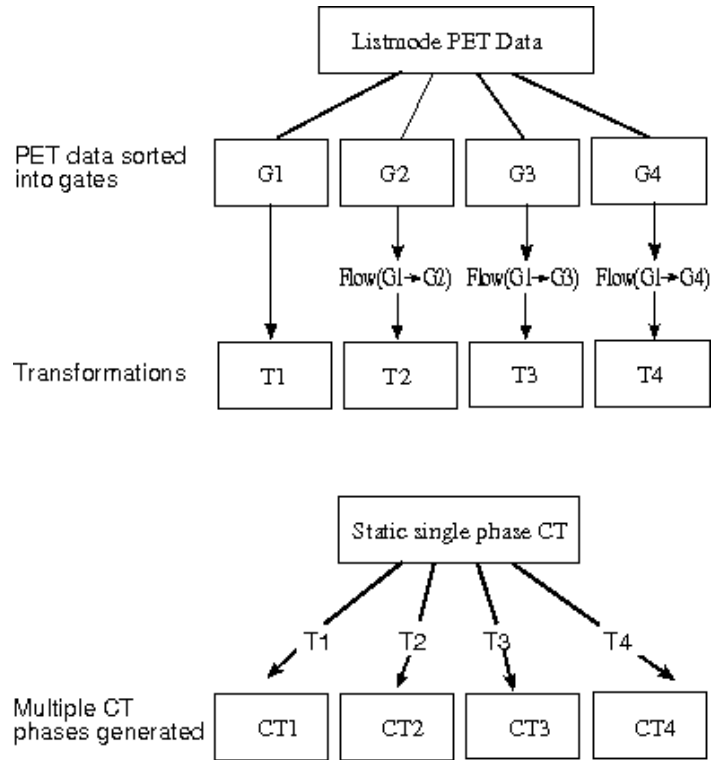 Listmode PET Data
PET data sorted
into gates
G1 G2 G3 G4
Flow(G1→G2) Flow(G1→G3) Flow(G1→G4)
Transformations
T1 T2 T3 T4
Static single phase CT
T1 T2 T3 T4
Multiple CT
phases generated
CT1 CT2 CT3 CT4